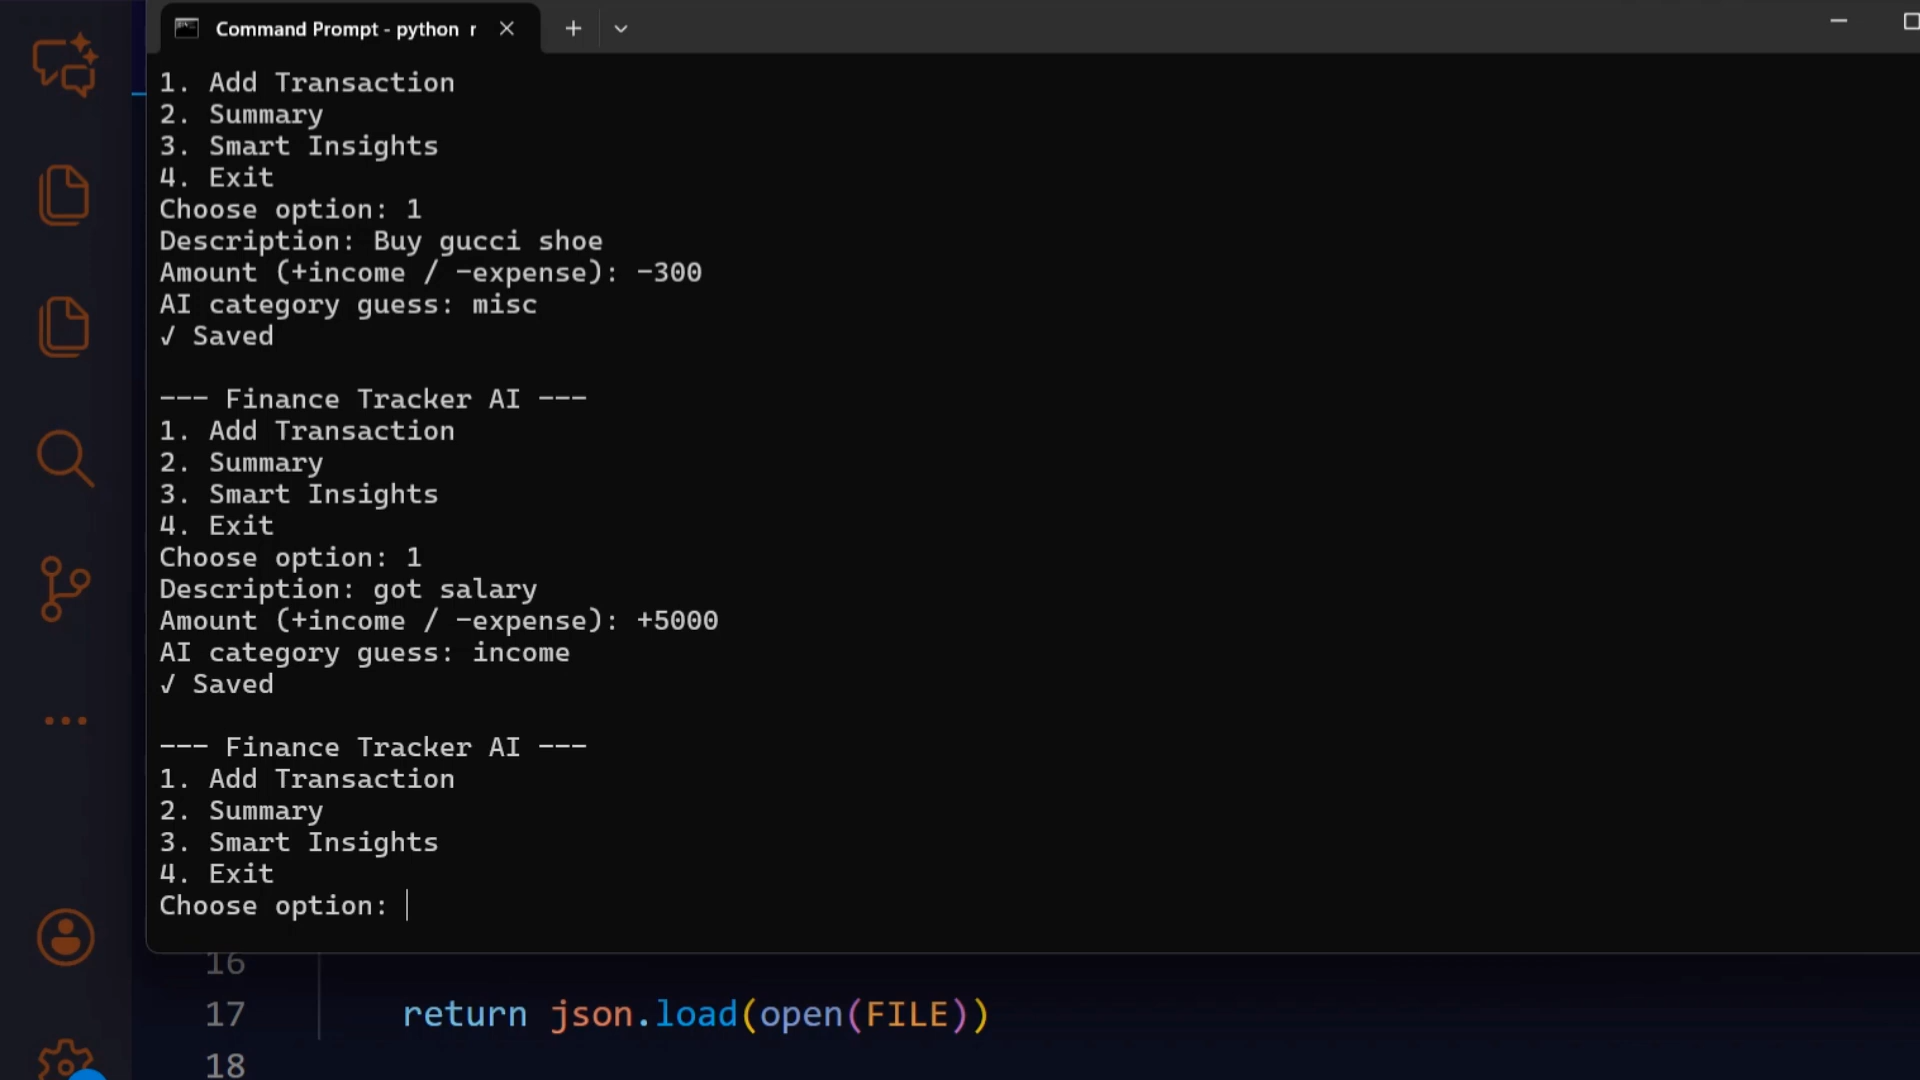 Command Prompt - python r
1. Add Transaction
2. Summary
3. Smart Insights
4. Exit
Choose option: 1
Description: Buy gucci shoe
Amount (+income / -expense): -300
AI category guess: misc
√ Saved
--- Finance Tracker AI ---
1. Add Transaction
2. Summary
3. Smart Insights
4. Exit
Choose option: 1
Description: got salary
Amount (+income / -expense): +5000
AI category guess: income
√ Saved
--- Finance Tracker AI ---
1. Add Transaction
2. Summary
3. Smart Insights
4. Exit
Choose option:
16
17 return json.load(open(FILE))
18